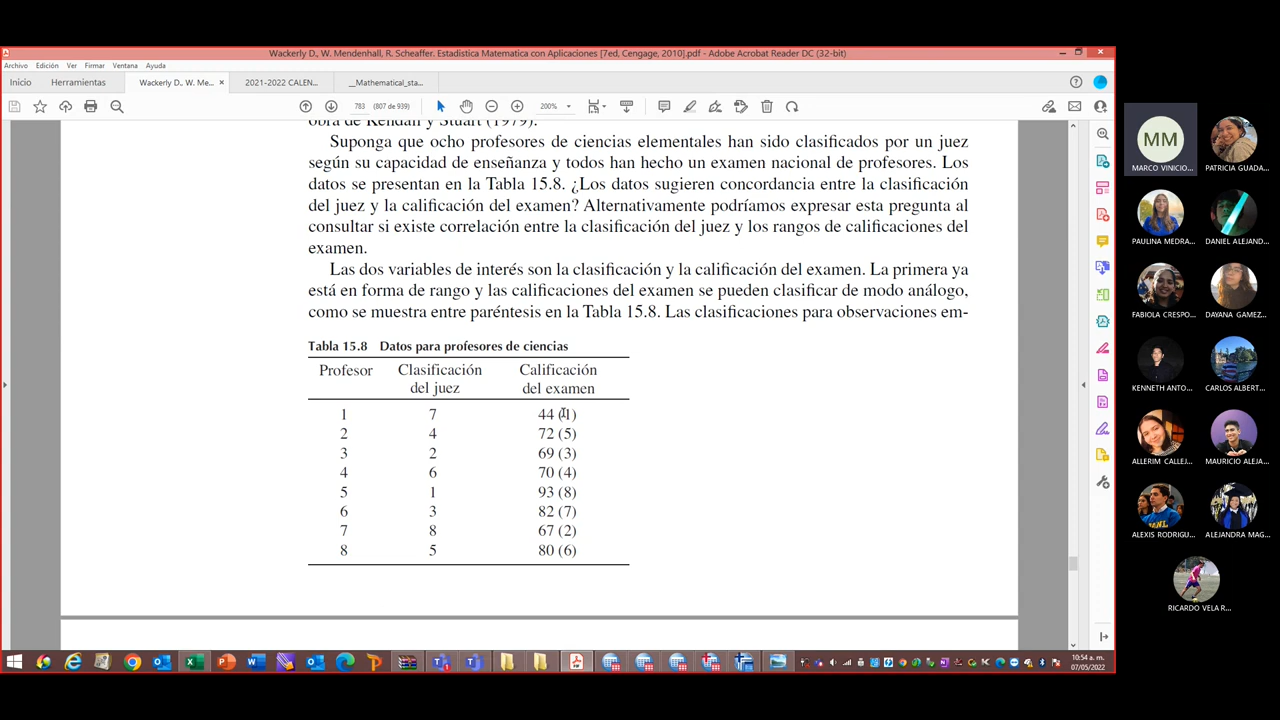 Wackerly D., W. Mendenhall, R. Scheaffer. Estadística Matematica con Aplicaciones [7ed, Cengage, 2010].pdf - Adobe Acrobat Reader DC (32-bit)
Archivo Edición Ver Firmar Ventana Ayuda
Inicio Herramientas Wackerly D., W. Me... × 2021-2022 CALEN... __Mathematical_sta...
783 (807 de 939) 200%
obra de Kendall y Stuart (1979).
Suponga que ocho profesores de ciencias elementales han sido clasificados por un juez
según su capacidad de enseñanza y todos han hecho un examen nacional de profesores. Los
datos se presentan en la Tabla 15.8. ¿Los datos sugieren concordancia entre la clasificación
del juez y la calificación del examen? Alternativamente podríamos expresar esta pregunta al
consultar si existe correlación entre la clasificación del juez y los rangos de calificaciones del
examen.
Las dos variables de interés son la clasificación y la calificación del examen. La primera ya
está en forma de rango y las calificaciones del examen se pueden clasificar de modo análogo,
como se muestra entre paréntesis en la Tabla 15.8. Las clasificaciones para observaciones em-
Tabla 15.8 Datos para profesores de ciencias
Profesor Clasificación del juez Calificación del examen
1 7 44 (1)
2 4 72 (5)
3 2 69 (3)
4 6 70 (4)
5 1 93 (8)
6 3 82 (7)
7 8 67 (2)
8 5 80 (6)
MM
MARCO VINICIO...
PATRICIA GUADA...
PAULINA MEDRA...
DANIEL ALEJAND...
FABIOLA CRESPO...
DAYANA GAMEZ...
KENNETH ANTO...
CARLOS ALBERT...
ALLERIM CALLEJ...
MAURICIO ALEJA...
ALEXIS RODRIGU...
ALEJANDRA MAG...
RICARDO VELA R...
10:54 a. m.
07/05/2022